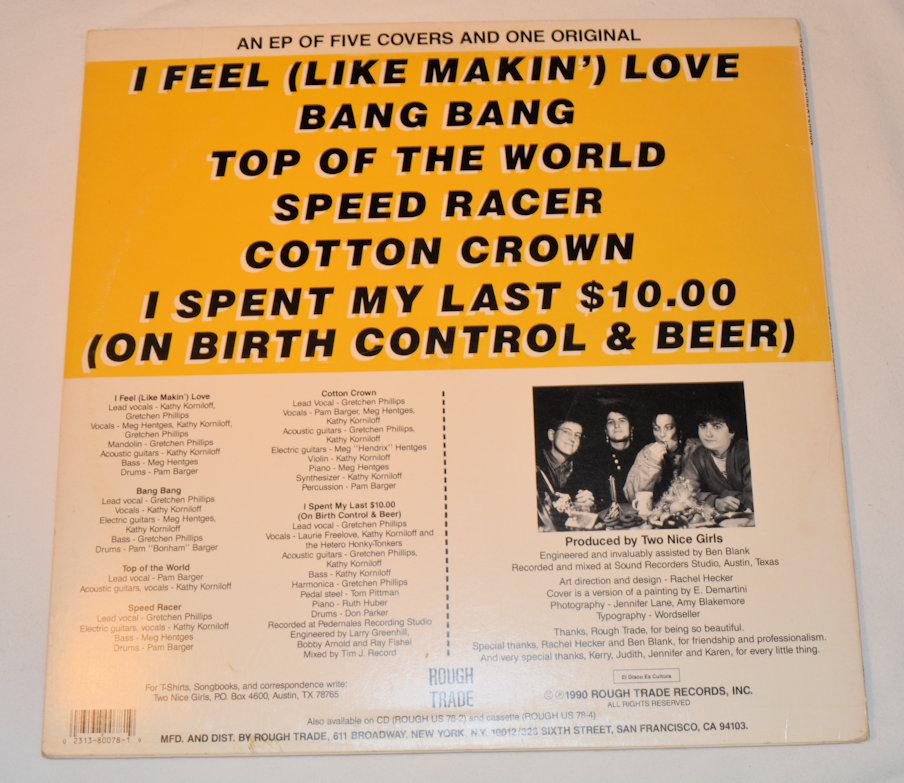 AN EP OF FIVE COVERS AND ONE ORIGINAL
I FEEL (LIKE MAKIN') LOVE
BANG BANG
TOP OF THE WORLD
SPEED RACER
COTTON CROWN
I SPENT MY LAST $10.00
(ON BIRTH CONTROL & BEER)
I Feel (Like Makin') Love
Lead vocals - Kathy Korniloff,
Gretchen Phillips
Vocals - Meg Hentges, Kathy Korniloff,
Gretchen Phillips
Mandolin - Gretchen Phillips
Acoustic guitars - Kathy Korniloff
Bass - Meg Hentges
Drums - Pam Barger
Bang Bang
Lead vocal - Gretchen Phillips
Vocals - Kathy Korniloff
Electric guitars - Meg Hentges,
Kathy Korniloff
Bass - Gretchen Phillips
Drums - Pam "Bonham" Barger
Top of the World
Lead vocal - Pam Barger
Acoustic guitars, vocals - Kathy Korniloff
Speed Racer
Lead vocal - Gretchen Phillips
Electric guitars, vocals - Kathy Korniloff
Bass - Meg Hentges
Drums - Pam Barger
Cotton Crown
Lead Vocal - Gretchen Phillips
Vocals - Pam Barger, Meg Hentges,
Kathy Korniloff
Acoustic guitars - Gretchen Phillips,
Kathy Korniloff
Electric guitars - Meg "Hendrix" Hentges
Violin - Kathy Korniloff
Piano - Meg Hentges
Synthesizer - Kathy Korniloff
Percussion - Pam Barger
I Spent My Last $10.00
(On Birth Control & Beer)
Lead vocal - Gretchen Phillips
Vocals - Laurie Freelove, Kathy Korniloff and
the Hetero Honky-Tonkers
Acoustic guitars - Gretchen Phillips,
Kathy Korniloff
Bass - Kathy Korniloff
Harmonica - Gretchen Phillips
Pedal steel - Tom Pittman
Piano - Ruth Huber
Drums - Don Parker
Recorded at Pedernales Recording Studio
Engineered by Larry Greenhill,
Bobby Arnold and Ray Fishel
Mixed by Tim J. Record
Produced by Two Nice Girls
Engineered and invaluably assisted by Ben Blank
Recorded and mixed at Sound Recorders Studio, Austin, Texas
Art direction and design - Rachel Hecker
Cover is a version of a painting by E. Demartini
Photography - Jennifer Lane, Amy Blakemore
Typography - Wordseller
Thanks, Rough Trade, for being so beautiful.
Special thanks, Rachel Hecker and Ben Blank, for friendship and professionalism.
And very special thanks, Kerry, Judith, Jennifer and Karen, for every little thing.
For T-Shirts, Songbooks, and correspondence write:
Two Nice Girls, P.O. Box 4600, Austin, TX 78765
ROUGH
TRADE
El Disco Es Cultura
© ℗1990 ROUGH TRADE RECORDS, INC.
ALL RIGHTS RESERVED
Also available on CD (ROUGH US 78-2) and cassette (ROUGH US 78-4)
MFD. AND DIST. BY ROUGH TRADE, 611 BROADWAY, NEW YORK, N.Y. 10012/326 SIXTH STREET, SAN FRANCISCO, CA 94103.
0 2313-80078-1 9